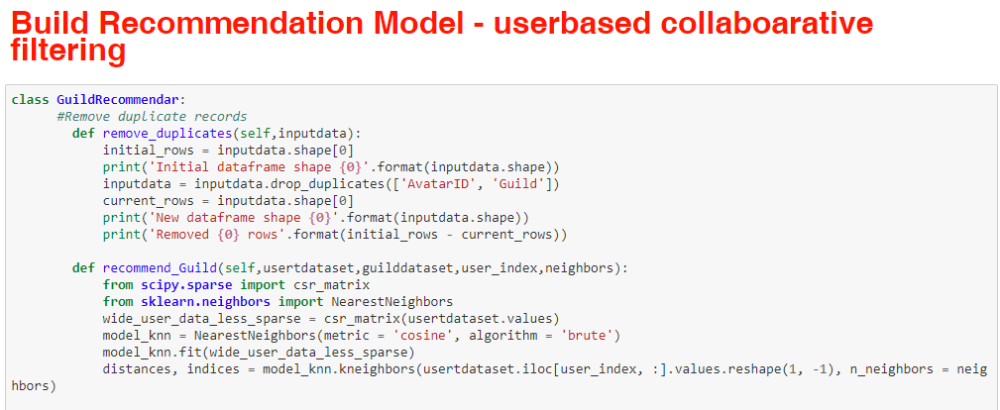 Build Recommendation Model - userbased collaboarative
filtering
class GuildRecommendar:
#Remove duplicate records
def remove_duplicates(self,inputdata):
initial_rows = inputdata.shape[0]
print('Initial dataframe shape {0}'.format(inputdata.shape))
inputdata = inputdata.drop_duplicates(['AvatarID', 'Guild'])
current_rows = inputdata.shape[0]
print('New dataframe shape {0}'.format(inputdata.shape))
print('Removed {0} rows'.format(initial_rows - current_rows))
def recommend_Guild(self,usertdataset,guilddataset,user_index,neighbors):
from scipy.sparse import csr_matrix
from sklearn.neighbors import NearestNeighbors
wide_user_data_less_sparse = csr_matrix(usertdataset.values)
model_knn = NearestNeighbors(metric = 'cosine', algorithm = 'brute')
model_knn.fit(wide_user_data_less_sparse)
distances, indices = model_knn.kneighbors(usertdataset.iloc[user_index, :].values.reshape(1, -1), n_neighbors = neig
hbors)